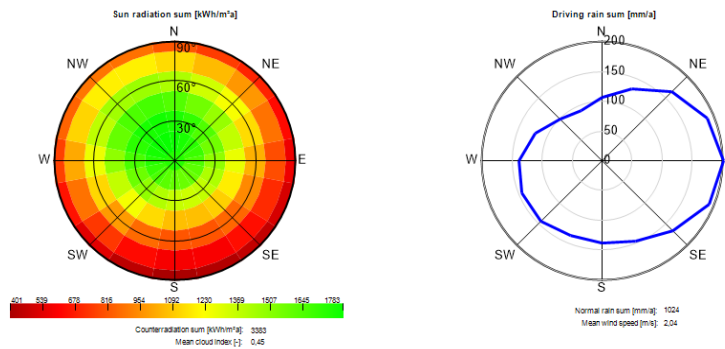 Sun radiation sum [kWh/m²a]
N
90°
NW
NE
60°
30°
W
E
SW
SE
S
401 539 678 816 954 1092 1230 1369 1507 1645 1783
Counterradiation sum [kWh/m²a]: 3383
Mean cloud index [-]: 0,45
Driving rain sum [mm/a]
N
200
NW
NE
150
100
50
W
0
E
SW
SE
S
Normal rain sum [mm/a]: 1024
Mean wind speed [m/s]: 2,04